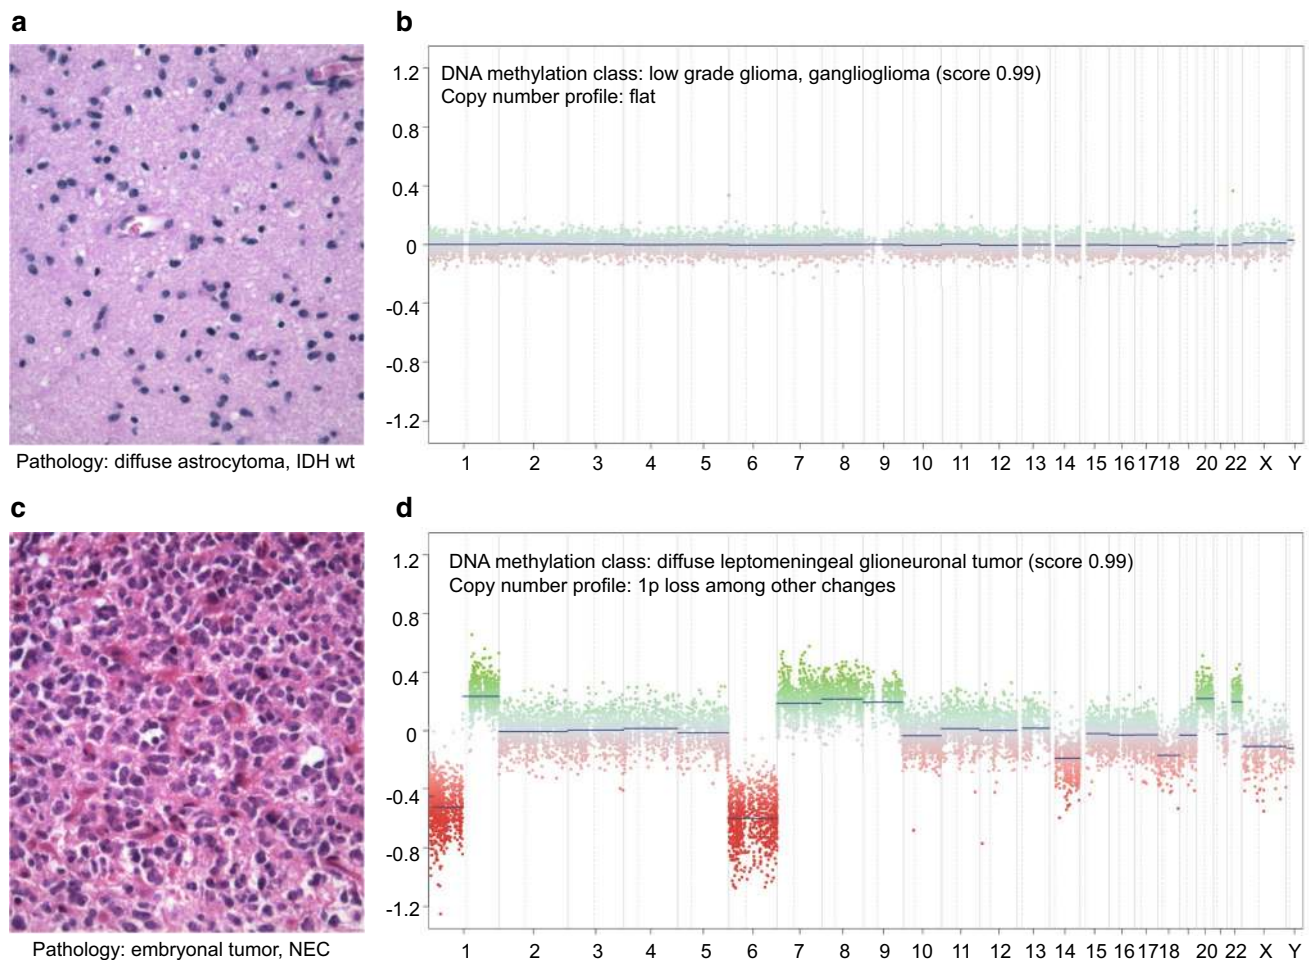 a
b
DNA methylation class: low grade glioma, ganglioglioma (score 0.99)
Copy number profile: flat
1.2
0.8
0.4
0
-0.4
-0.8
-1.2
1 2 3 4 5 6 7 8 9 10 11 12 13 14 15 16 17 18 20 22 X Y
Pathology: diffuse astrocytoma, IDH wt
c
d
DNA methylation class: diffuse leptomeningeal glioneuronal tumor (score 0.99)
Copy number profile: 1p loss among other changes
1.2
0.8
0.4
0
-0.4
-0.8
-1.2
1 2 3 4 5 6 7 8 9 10 11 12 13 14 15 16 17 18 20 22 X Y
Pathology: embryonal tumor, NEC